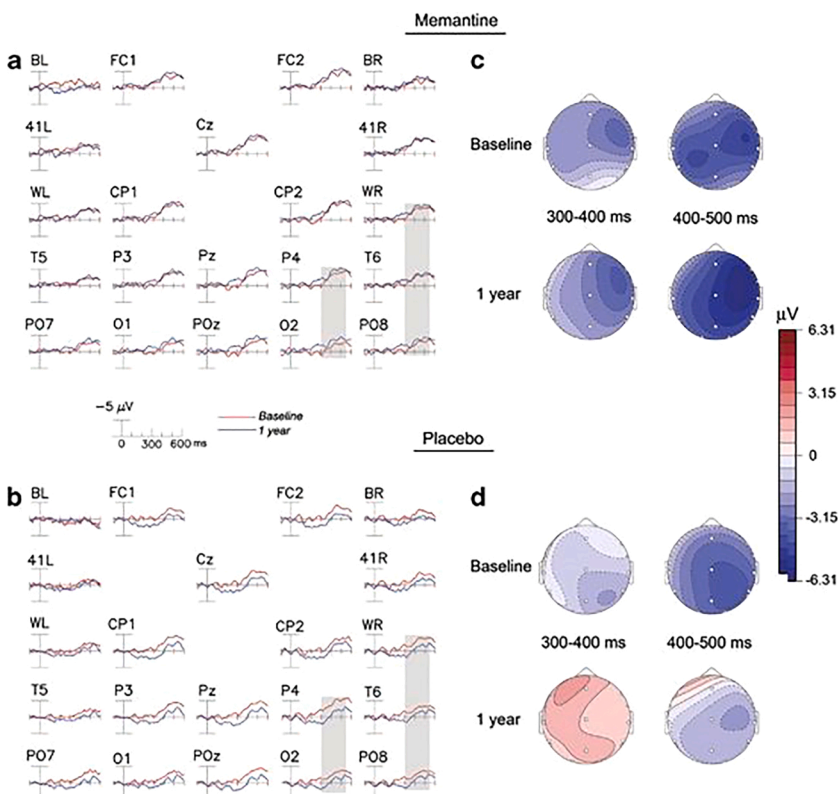 Memantine
a
BL FC1 FC2 BR
41L Cz 41R
WL CP1 CP2 WR
T5 P3 Pz P4 T6
PO7 O1 POz O2 PO8
−5 μV
0 300 600 ms
Baseline
1 year
c
Baseline
300-400 ms 400-500 ms
1 year
μV
6.31
3.15
0
-3.15
-6.31
Placebo
b
BL FC1 FC2 BR
41L Cz 41R
WL CP1 CP2 WR
T5 P3 Pz P4 T6
PO7 O1 POz O2 PO8
d
Baseline
300-400 ms 400-500 ms
1 year